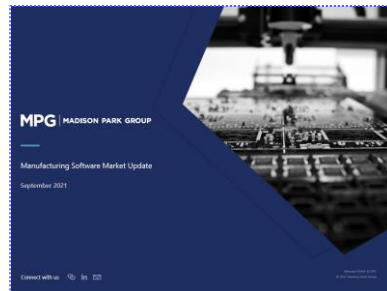 MPG | MADISON PARK GROUP
Manufacturing Software Market Update
September 2021
Connect with us